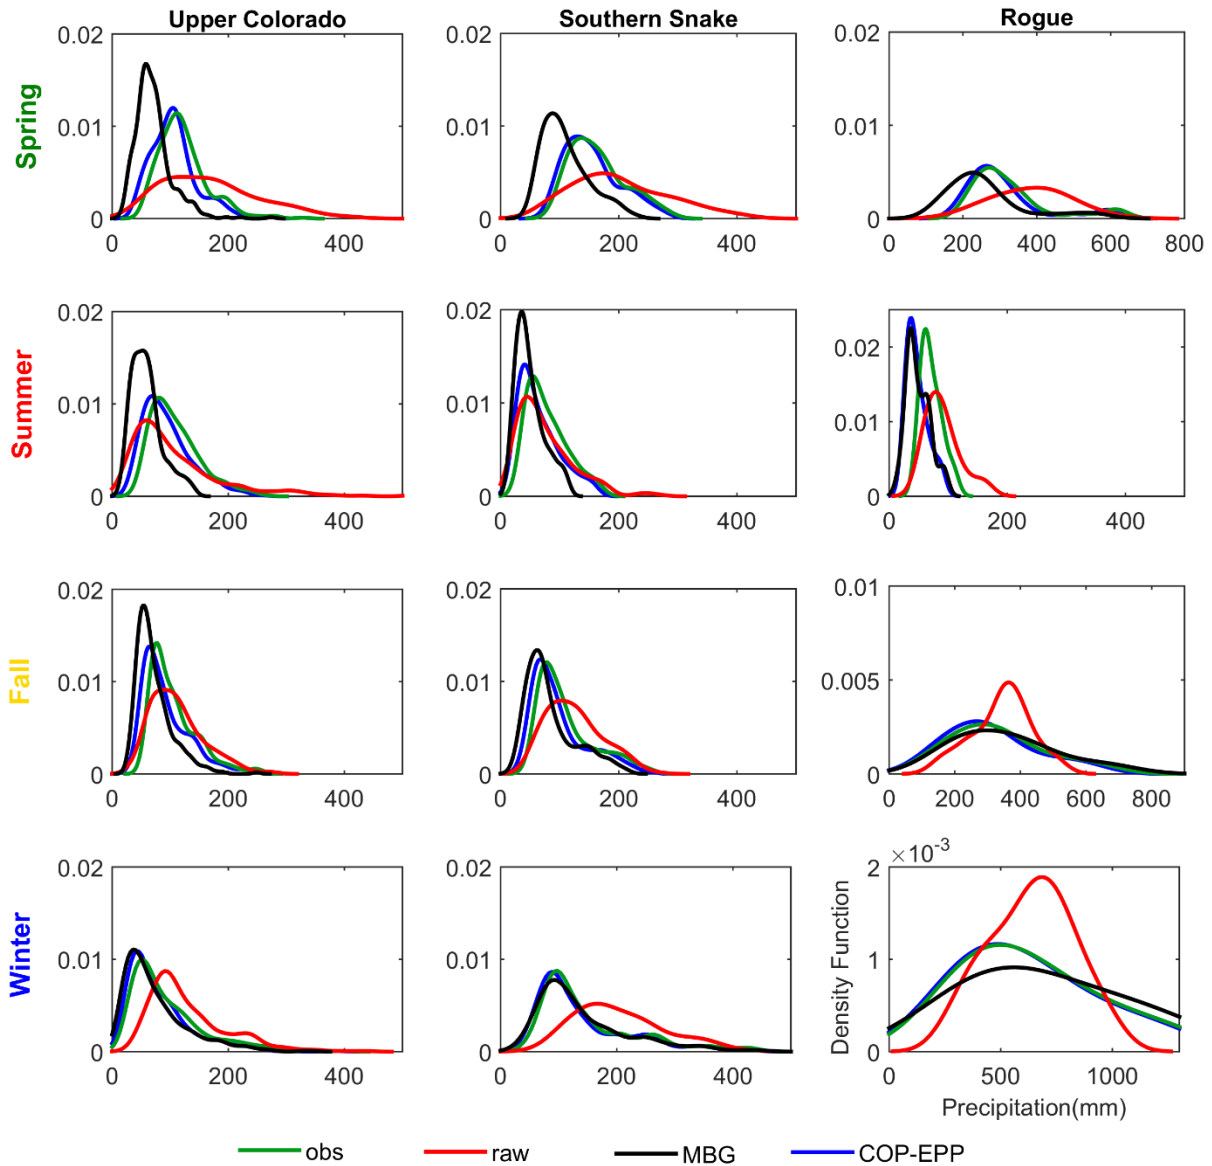 Upper Colorado
Southern Snake
Rogue
Spring
0.02
0.01
0
0 200 400
0.02
0.01
0
0 200 400
0.02
0.01
0
0 200 400 600 800
Summer
0.02
0.01
0
0 200 400
0.02
0.01
0
0 200 400
0.02
0.01
0
0 200 400
Fall
0.02
0.01
0
0 200 400
0.02
0.01
0
0 200 400
0.01
0.005
0
0 200 400 600 800
Winter
0.02
0.01
0
0 200 400
0.02
0.01
0
0 200 400
×10⁻³
Density Function
2
1
0
0 500 1000
Precipitation(mm)
obs raw MBG COP-EPP